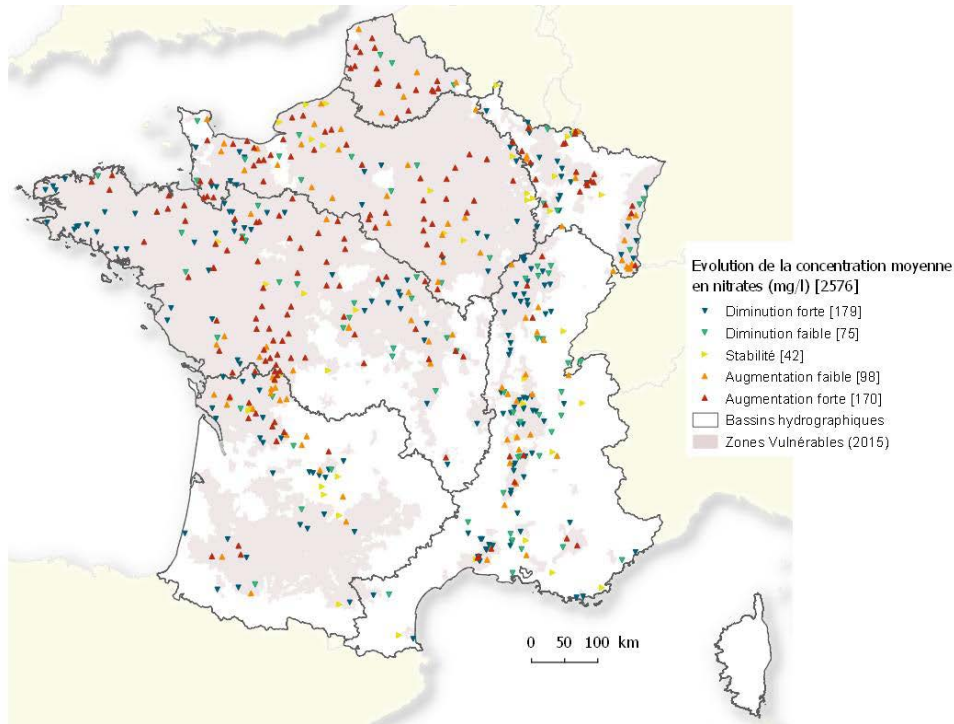 Evolution de la concentration moyenne
en nitrates (mg/l) [2576]
Diminution forte [179]
Diminution faible [75]
Stabilité [42]
Augmentation faible [98]
Augmentation forte [170]
Bassins hydrographiques
Zones Vulnérables (2015)
0 50 100 km